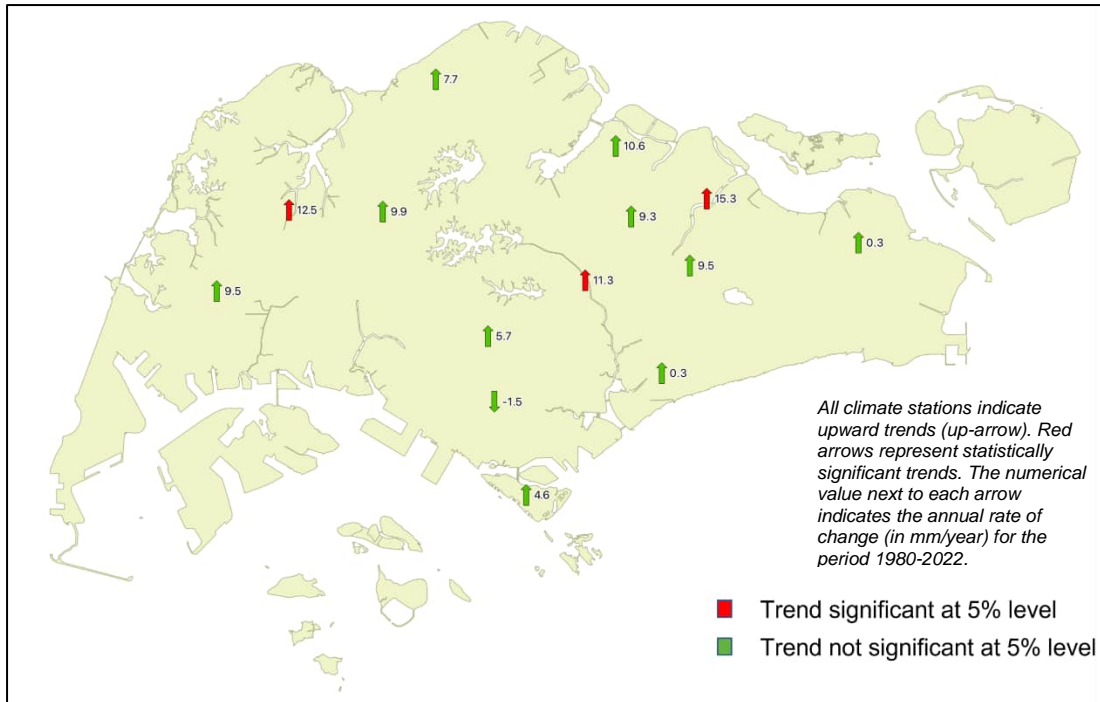 7.7
10.6
15.3
12.5
9.9
9.3
0.3
9.5
11.3
9.5
5.7
0.3
-1.5
4.6
All climate stations indicate
upward trends (up-arrow). Red
arrows represent statistically
significant trends. The numerical
value next to each arrow
indicates the annual rate of
change (in mm/year) for the
period 1980-2022.
Trend significant at 5% level
Trend not significant at 5% level